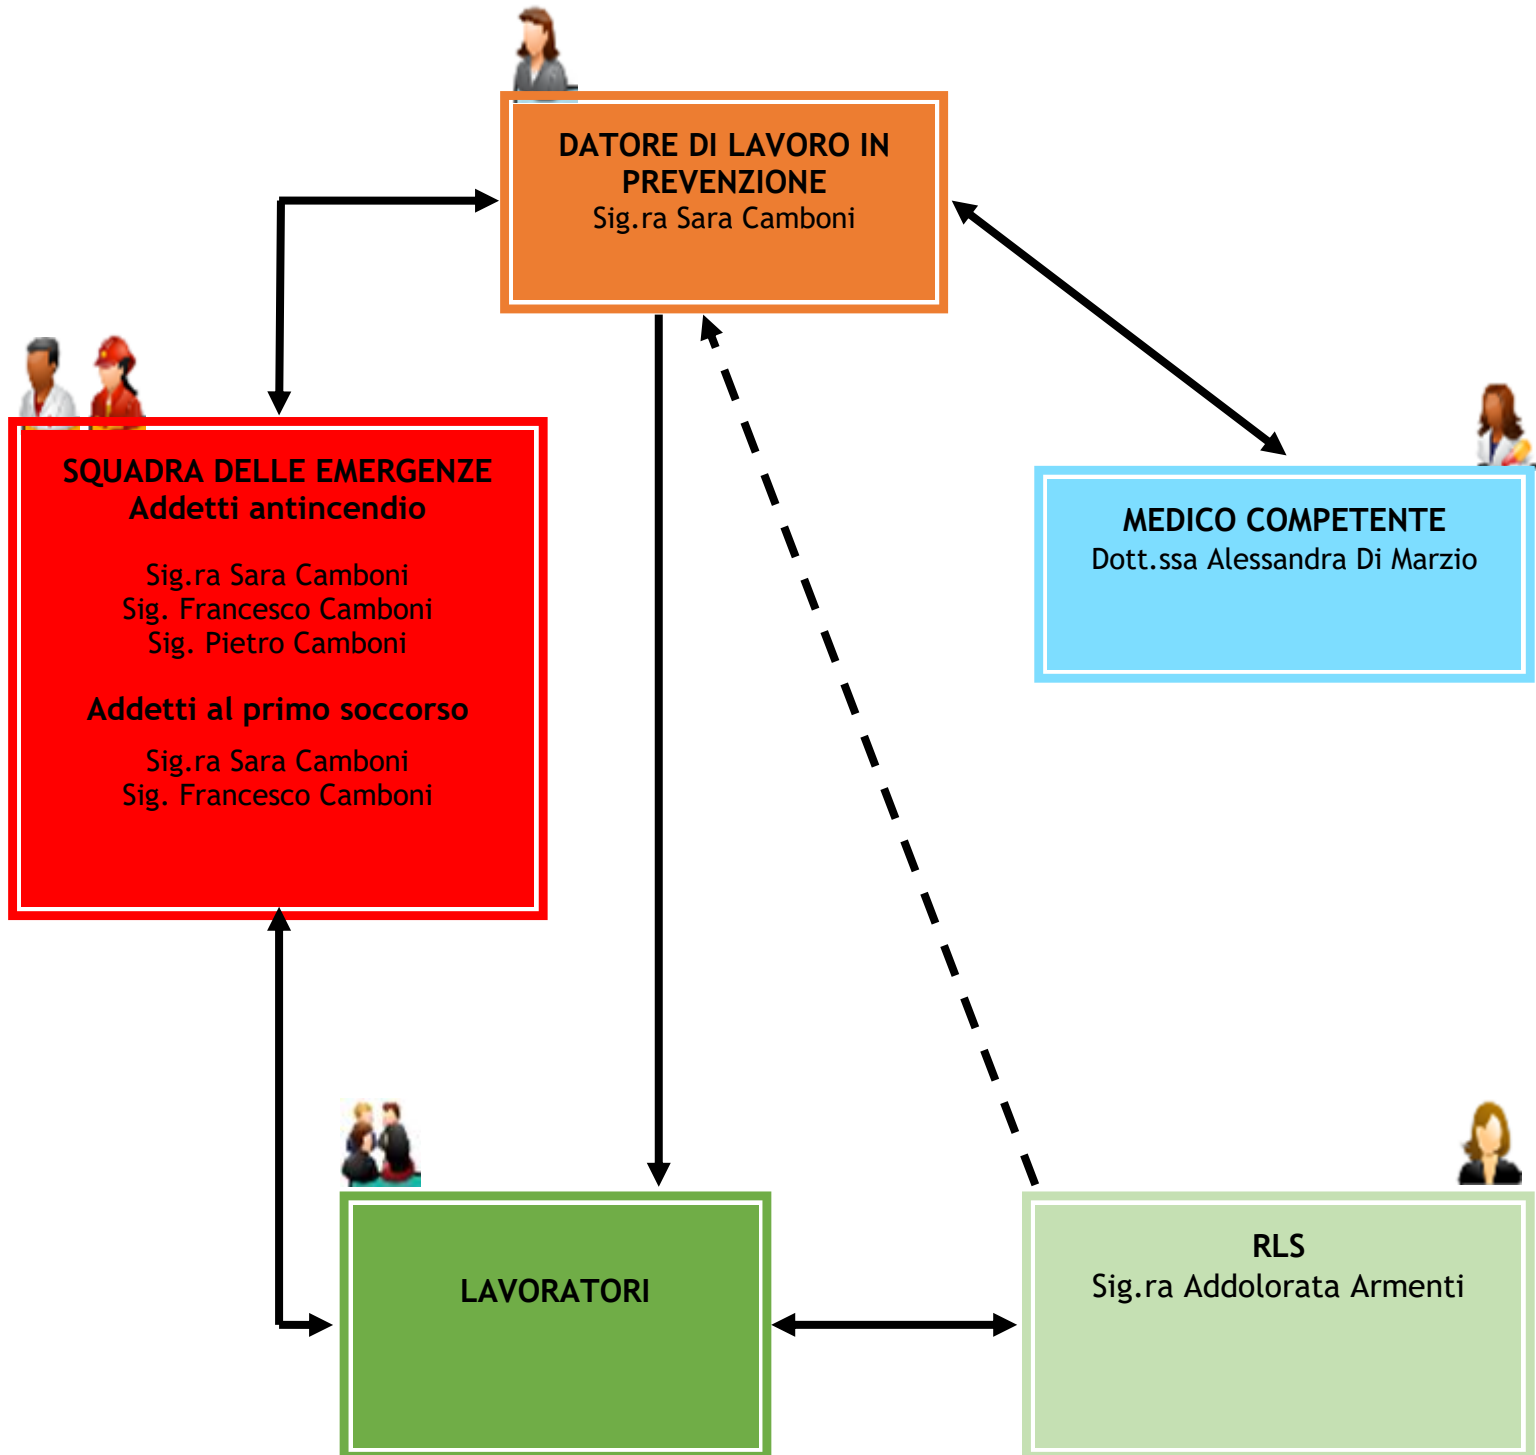 DATORE DI LAVORO IN
PREVENZIONE
Sig.ra Sara Camboni
SQUADRA DELLE EMERGENZE
Addetti antincendio
Sig.ra Sara Camboni
Sig. Francesco Camboni
Sig. Pietro Camboni
Addetti al primo soccorso
Sig.ra Sara Camboni
Sig. Francesco Camboni
MEDICO COMPETENTE
Dott.ssa Alessandra Di Marzio
LAVORATORI
RLS
Sig.ra Addolorata Armenti